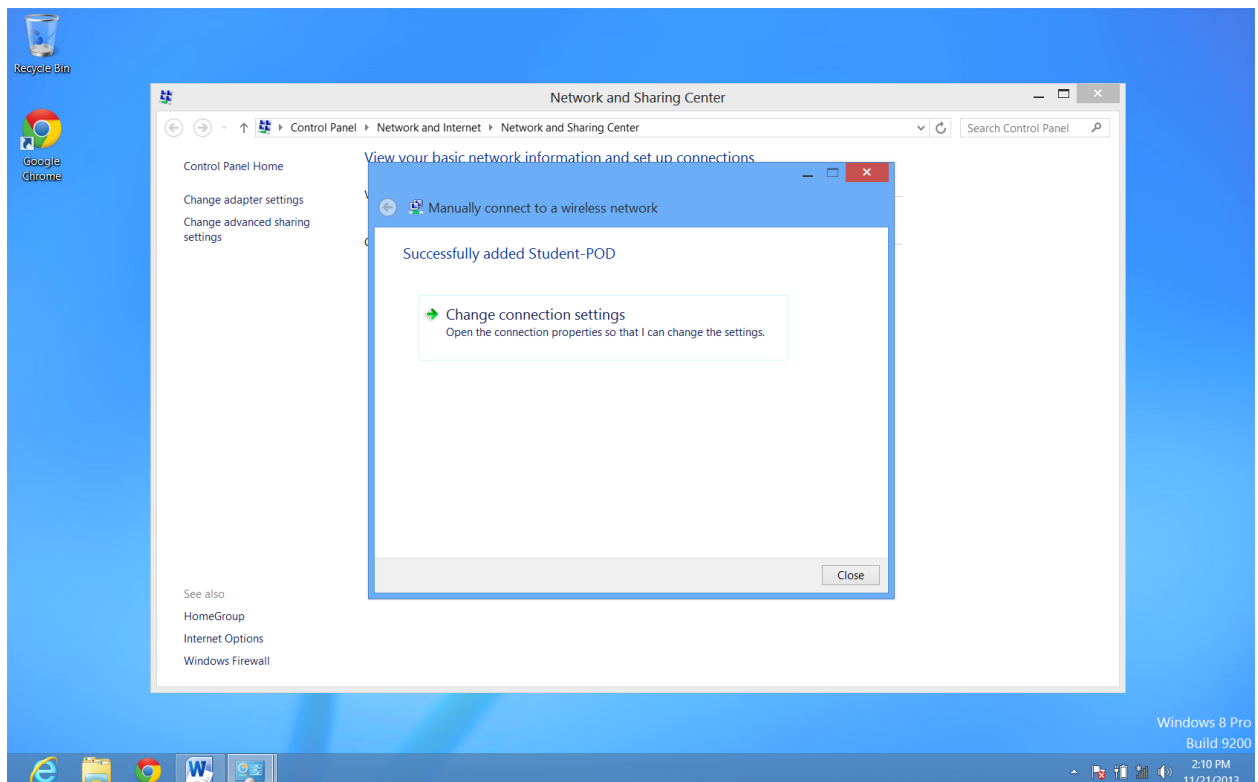 Recycle Bin
Google
Chrome
Network and Sharing Center
Control Panel Network and Internet Network and Sharing Center
Search Control Panel
Control Panel Home
Change adapter settings
Change advanced sharing
settings
View your basic network information and set up connections
Manually connect to a wireless network
Successfully added Student-POD
Change connection settings
Open the connection properties so that I can change the settings.
Close
See also
HomeGroup
Internet Options
Windows Firewall
Windows 8 Pro
Build 9200
2:10 PM
11/21/2013